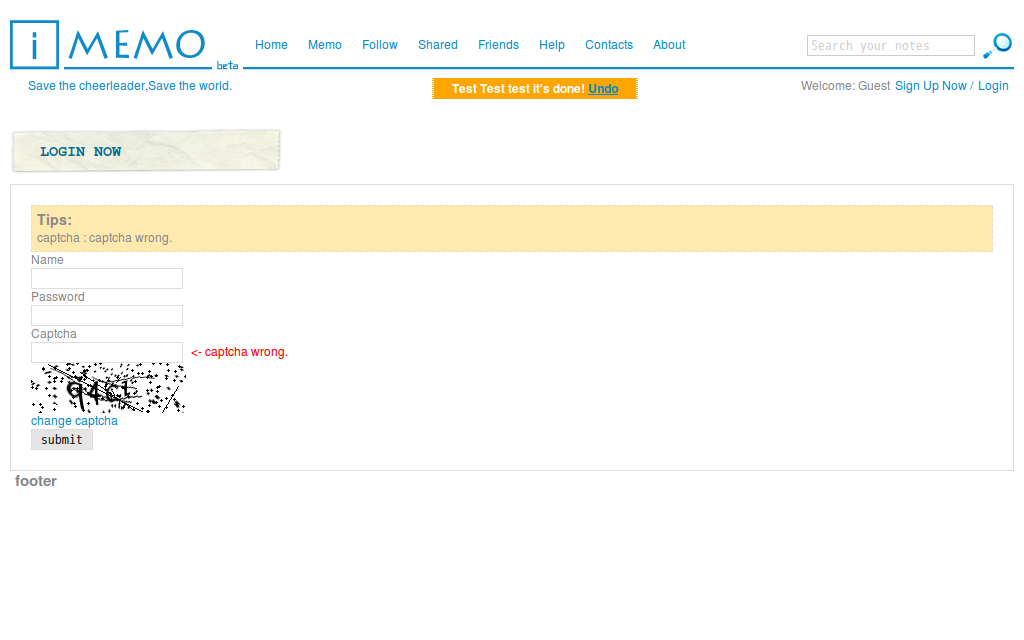 i MEMO beta
Home Memo Follow Shared Friends Help Contacts About
Search your notes
Save the cheerleader,Save the world.
Test Test test it's done! Undo
Welcome: Guest Sign Up Now / Login
LOGIN NOW
Tips:
captcha : captcha wrong.
Name
Password
Captcha
<- captcha wrong.
change captcha
submit
footer